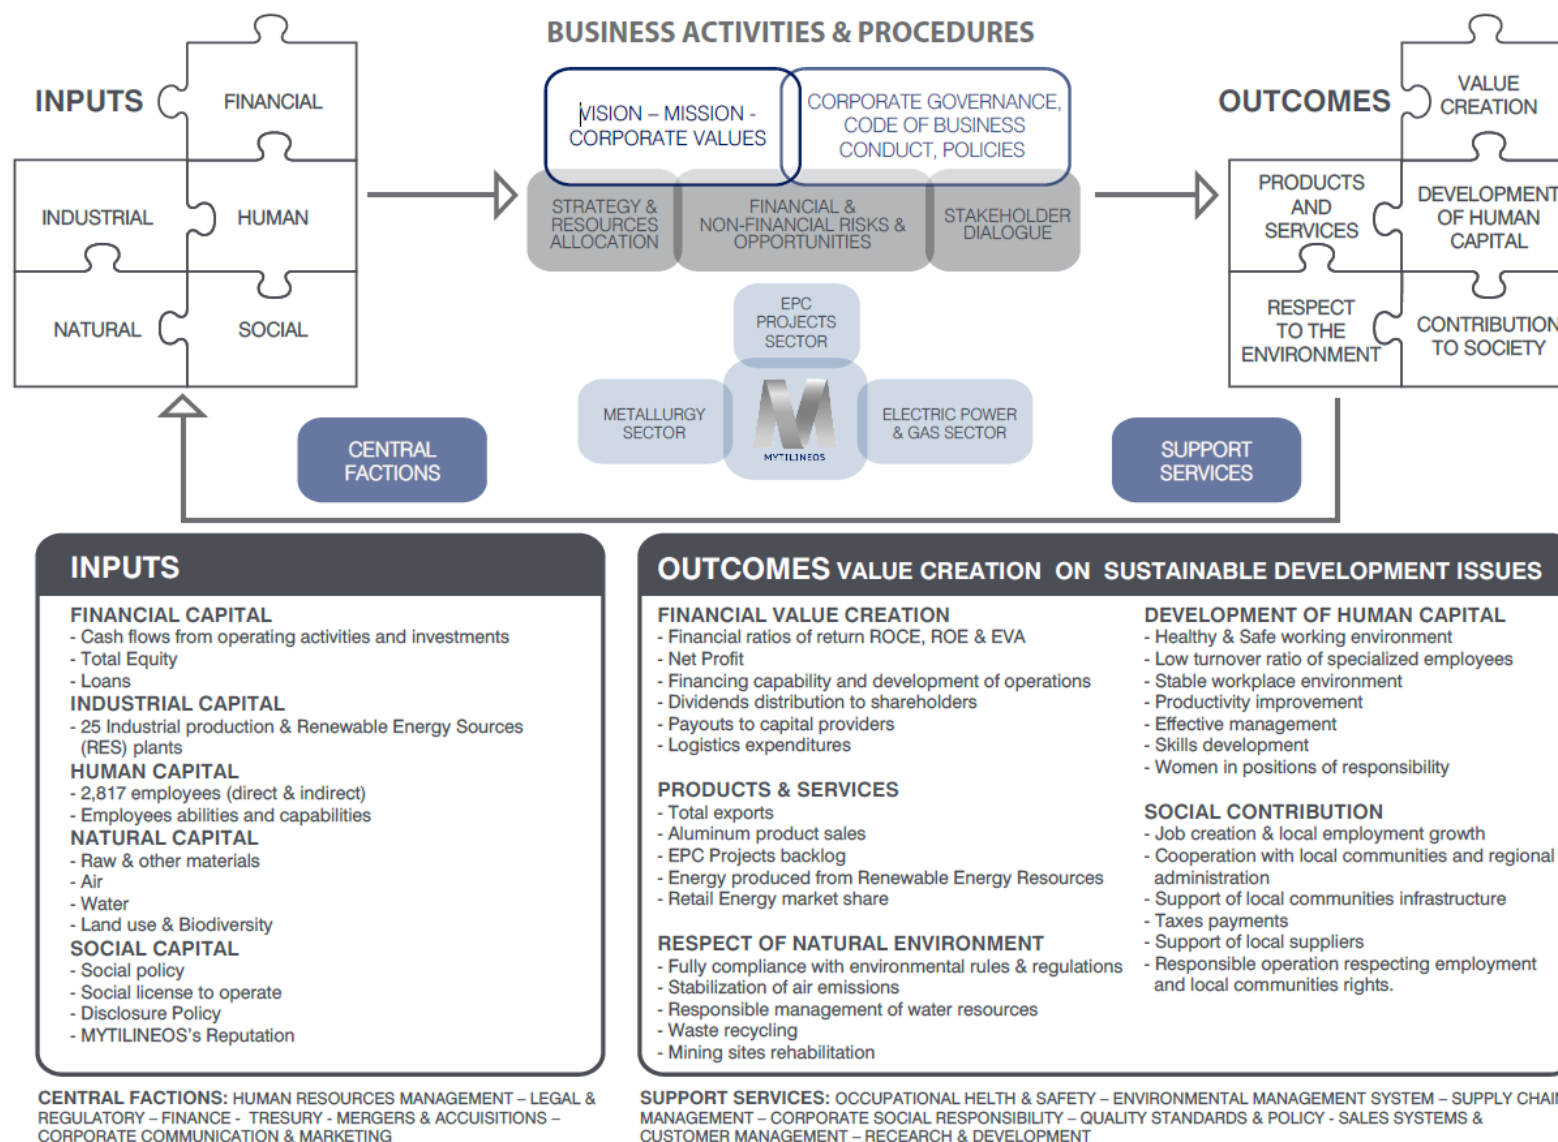 BUSINESS ACTIVITIES & PROCEDURES
INPUTS
FINANCIAL
INDUSTRIAL
HUMAN
NATURAL
SOCIAL
VISION – MISSION -
CORPORATE VALUES
CORPORATE GOVERNANCE,
CODE OF BUSINESS
CONDUCT, POLICIES
STRATEGY &
RESOURCES
ALLOCATION
FINANCIAL &
NON-FINANCIAL RISKS &
OPPORTUNITIES
STAKEHOLDER
DIALOGUE
EPC
PROJECTS
SECTOR
METALLURGY
SECTOR
MYTILINEOS
ELECTRIC POWER
& GAS SECTOR
OUTCOMES
VALUE
CREATION
PRODUCTS
AND
SERVICES
DEVELOPMENT
OF HUMAN
CAPITAL
RESPECT
TO THE
ENVIRONMENT
CONTRIBUTION
TO SOCIETY
CENTRAL
FACTIONS
SUPPORT
SERVICES
INPUTS
FINANCIAL CAPITAL
- Cash flows from operating activities and investments
- Total Equity
- Loans
INDUSTRIAL CAPITAL
- 25 Industrial production & Renewable Energy Sources
(RES) plants
HUMAN CAPITAL
- 2,817 employees (direct & indirect)
- Employees abilities and capabilities
NATURAL CAPITAL
- Raw & other materials
- Air
- Water
- Land use & Biodiversity
SOCIAL CAPITAL
- Social policy
- Social license to operate
- Disclosure Policy
- MYTILINEOS's Reputation
OUTCOMES VALUE CREATION ON SUSTAINABLE DEVELOPMENT ISSUES
FINANCIAL VALUE CREATION
- Financial ratios of return ROCE, ROE & EVA
- Net Profit
- Financing capability and development of operations
- Dividends distribution to shareholders
- Payouts to capital providers
- Logistics expenditures
PRODUCTS & SERVICES
- Total exports
- Aluminum product sales
- EPC Projects backlog
- Energy produced from Renewable Energy Resources
- Retail Energy market share
RESPECT OF NATURAL ENVIRONMENT
- Fully compliance with environmental rules & regulations
- Stabilization of air emissions
- Responsible management of water resources
- Waste recycling
- Mining sites rehabilitation
DEVELOPMENT OF HUMAN CAPITAL
- Healthy & Safe working environment
- Low turnover ratio of specialized employees
- Stable workplace environment
- Productivity improvement
- Effective management
- Skills development
- Women in positions of responsibility
SOCIAL CONTRIBUTION
- Job creation & local employment growth
- Cooperation with local communities and regional
administration
- Support of local communities infrastructure
- Taxes payments
- Support of local suppliers
- Responsible operation respecting employment
and local communities rights.
CENTRAL FACTIONS: HUMAN RESOURCES MANAGEMENT – LEGAL &
REGULATORY – FINANCE - TRESURY - MERGERS & ACCUISITIONS –
CORPORATE COMMUNICATION & MARKETING
SUPPORT SERVICES: OCCUPATIONAL HELTH & SAFETY – ENVIRONMENTAL MANAGEMENT SYSTEM – SUPPLY CHAIN
MANAGEMENT – CORPORATE SOCIAL RESPONSIBILITY – QUALITY STANDARDS & POLICY - SALES SYSTEMS &
CUSTOMER MANAGEMENT – RECEARCH & DEVELOPMENT